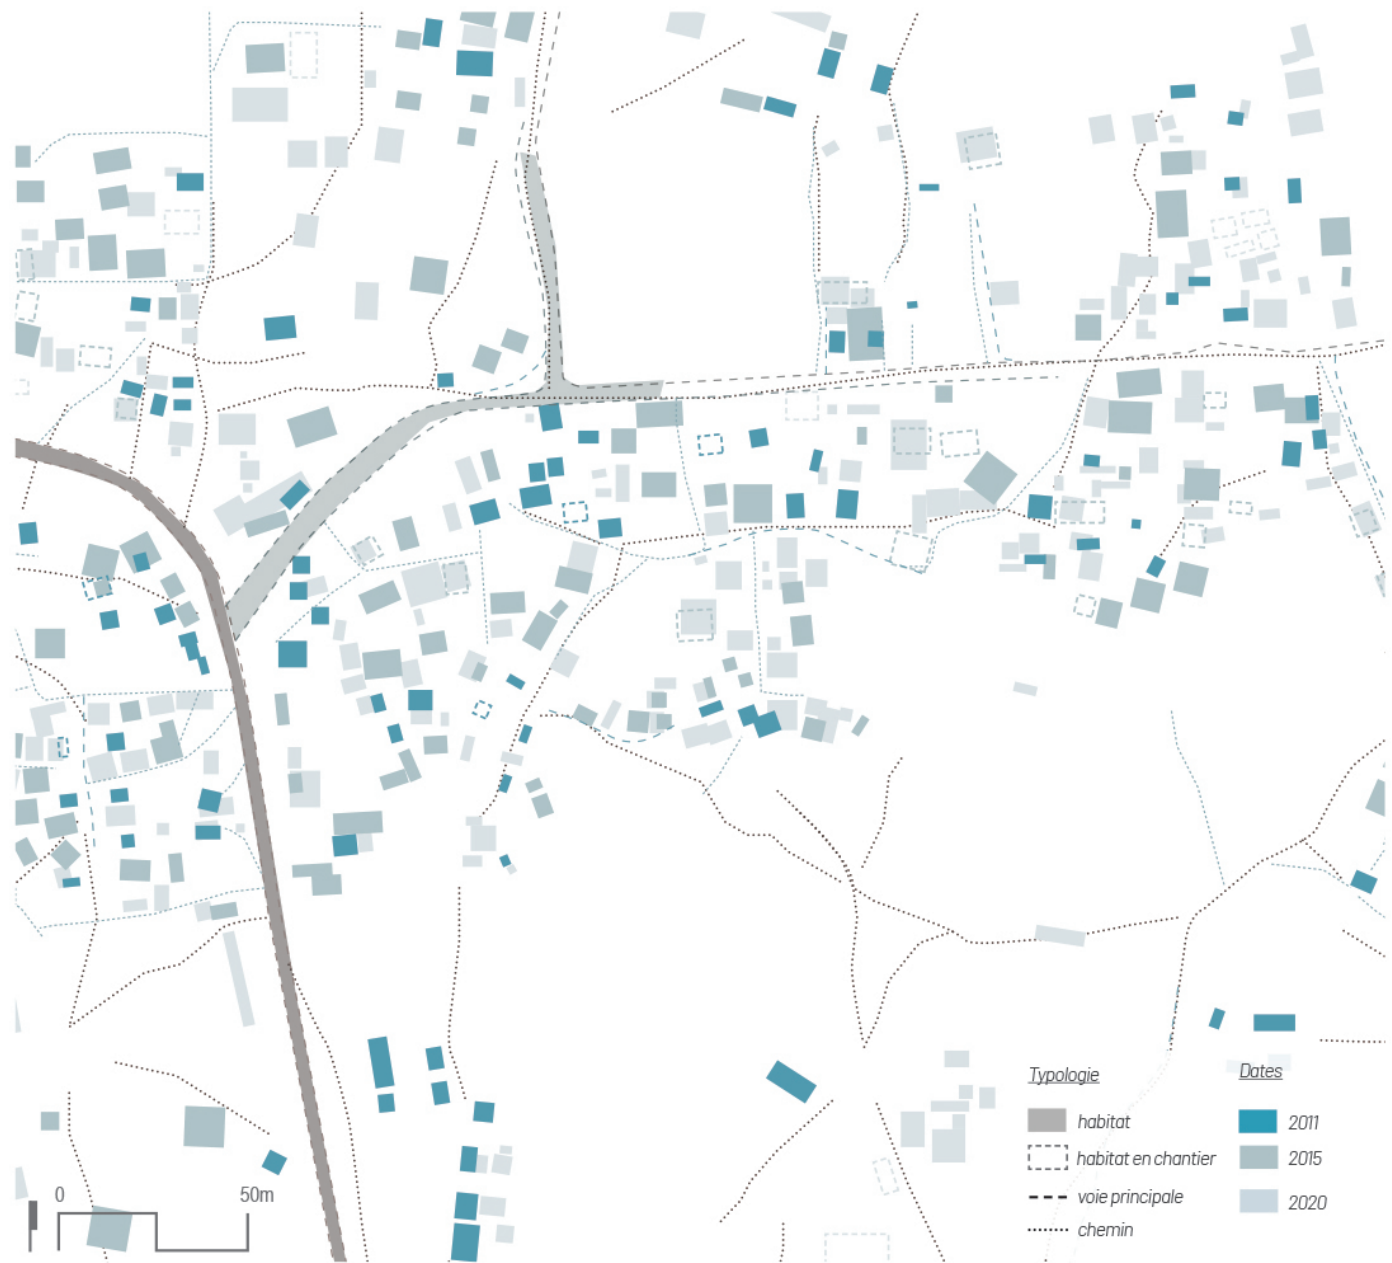 Typologie
habitat
habitat en chantier
voie principale
chemin
Dates
2011
2015
2020
0 50m